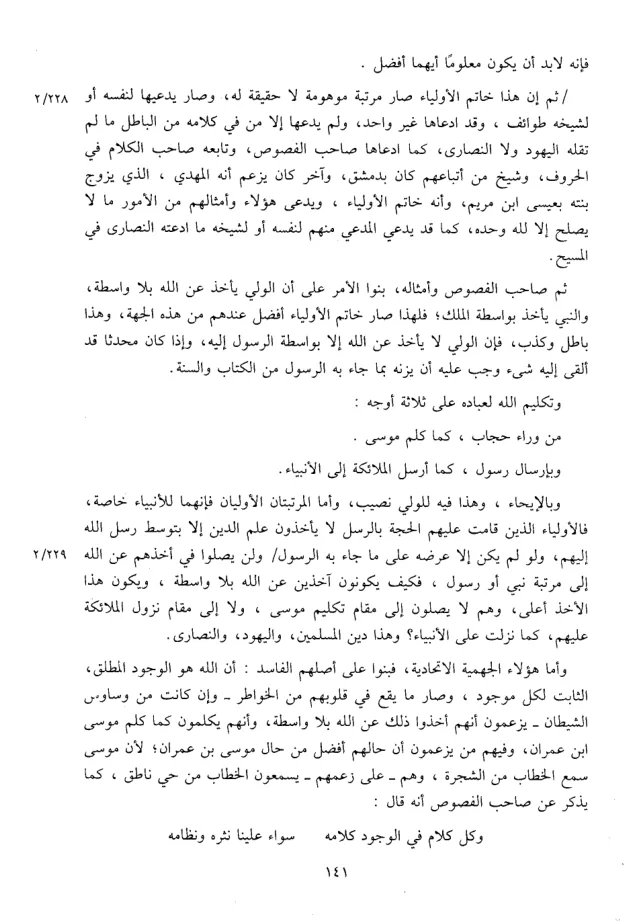 فإنه لابد أن يكون معلومًا أيهما أفضل .
/ ثم إن هذا خاتم الأولياء صار مرتبة موهومة لا حقيقة له، وصار يدعيها لنفسه أو ٢/٢٢٨
لشيخه طوائف ، وقد ادعاها غير واحد، ولم يدعها إلا من في كلامه من الباطل ما لم
تقله اليهود ولا النصارى، كما ادعاها صاحب الفصوص، وتابعه صاحب الكلام في
الحروف، وشيخ من أتباعهم كان بدمشق، وآخر كان يزعم أنه المهدي ، الذي يزوج
بنته بعيسى ابن مريم، وأنه خاتم الأولياء ، ويدعى هؤلاء وأمثالهم من الأمور ما لا
يصلح إلا لله وحده، كما قد يدعي المدعي منهم لنفسه أو لشيخه ما ادعته النصارى في
المسيح.
ثم صاحب الفصوص وأمثاله، بنوا الأمر على أن الولي يأخذ عن الله بلا واسطة،
والنبي يأخذ بواسطة الملك؛ فلهذا صار خاتم الأولياء أفضل عندهم من هذه الجهة، وهذا
باطل وكذب، فإن الولي لا يأخذ عن الله إلا بواسطة الرسول إليه، وإذا كان محدثا قد
ألقى إليه شىء وجب عليه أن يزنه بما جاء به الرسول من الكتاب والسنة.
وتكليم الله لعباده على ثلاثة أوجه :
من وراء حجاب ، كما كلم موسى .
وبإرسال رسول ، كما أرسل الملائكة إلى الأنبياء.
وبالإيحاء ، وهذا فيه للولي نصيب، وأما المرتبتان الأوليان فإنهما للأنبياء خاصة،
فالأولياء الذين قامت عليهم الحجة بالرسل لا يأخذون علم الدين إلا بتوسط رسل الله
إليهم، ولو لم يكن إلا عرضه على ما جاء به الرسول/ ولن يصلوا في أخذهم عن الله ٢/٢٢٩
إلى مرتبة نبي أو رسول ، فكيف يكونون آخذين عن الله بلا واسطة ، ويكون هذا
الأخذ أعلى، وهم لا يصلون إلى مقام تكليم موسى ، ولا إلى مقام نزول الملائكة
عليهم، كما نزلت على الأنبياء؟ وهذا دين المسلمين، واليهود، والنصارى.
وأما هؤلاء الجهمية الاتحادية، فبنوا على أصلهم الفاسد : أن الله هو الوجود المطلق،
الثابت لكل موجود ، وصار ما يقع في قلوبهم من الخواطر ـ وإن كانت من وساوس
الشيطان ـ يزعمون أنهم أخذوا ذلك عن الله بلا واسطة، وأنهم يكلمون كما كلم موسى
ابن عمران، وفيهم من يزعمون أن حالهم أفضل من حال موسى بن عمران؛ لأن موسى
سمع الخطاب من الشجرة ، وهم ـ على زعمهم ـ يسمعون الخطاب من حي ناطق ، كما
يذكر عن صاحب الفصوص أنه قال :
وكل كلام في الوجود كلامه سواء علينا نثره ونظامه
١٤١